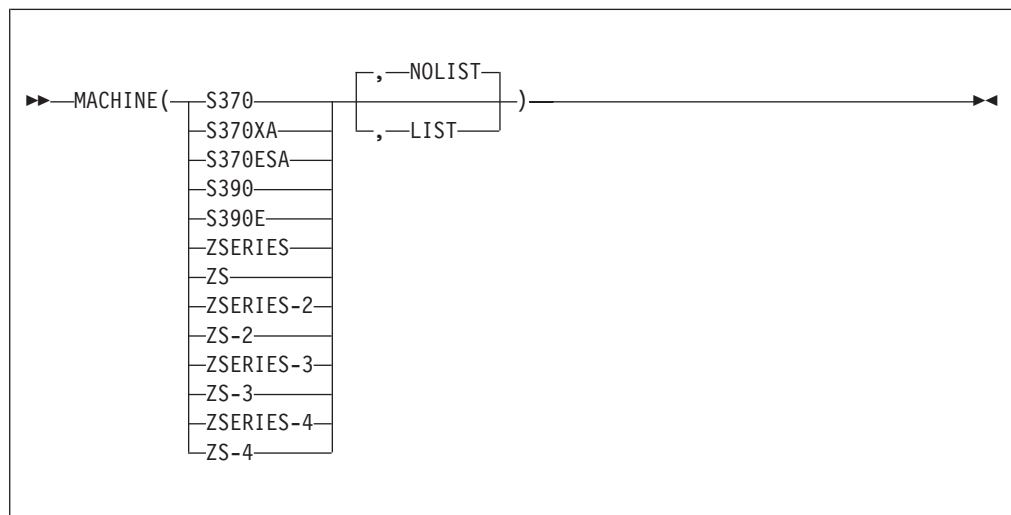 , NOLIST
MACHINE( S370 )
, LIST
S370XA
S370ESA
S390
S390E
ZSERIES
ZS
ZSERIES-2
ZS-2
ZSERIES-3
ZS-3
ZSERIES-4
ZS-4